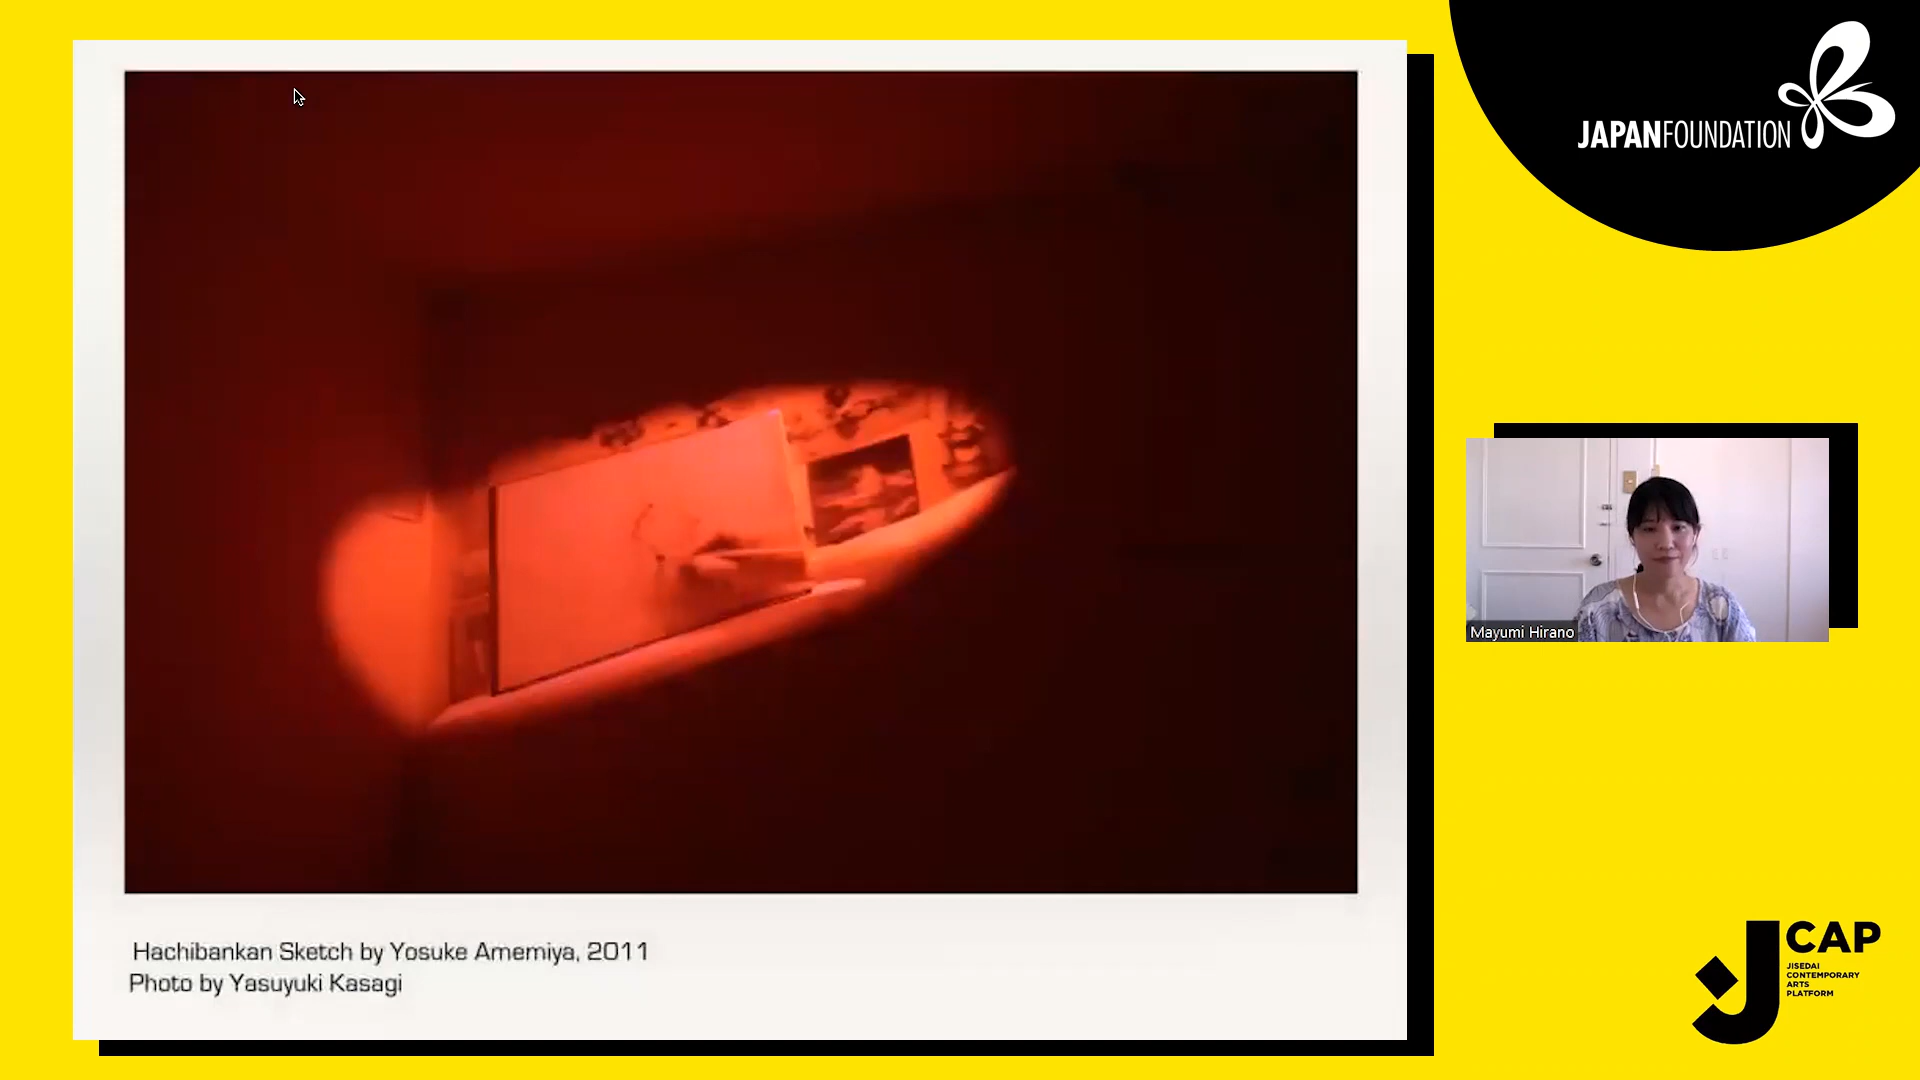 JAPANFOUNDATION
Mayumi Hirano
Hachibankan Sketch by Yosuke Amemiya, 2011
Photo by Yasuyuki Kasagi
J CAP
JISEDAI
CONTEMPORARY
ARTS
PLATFORM